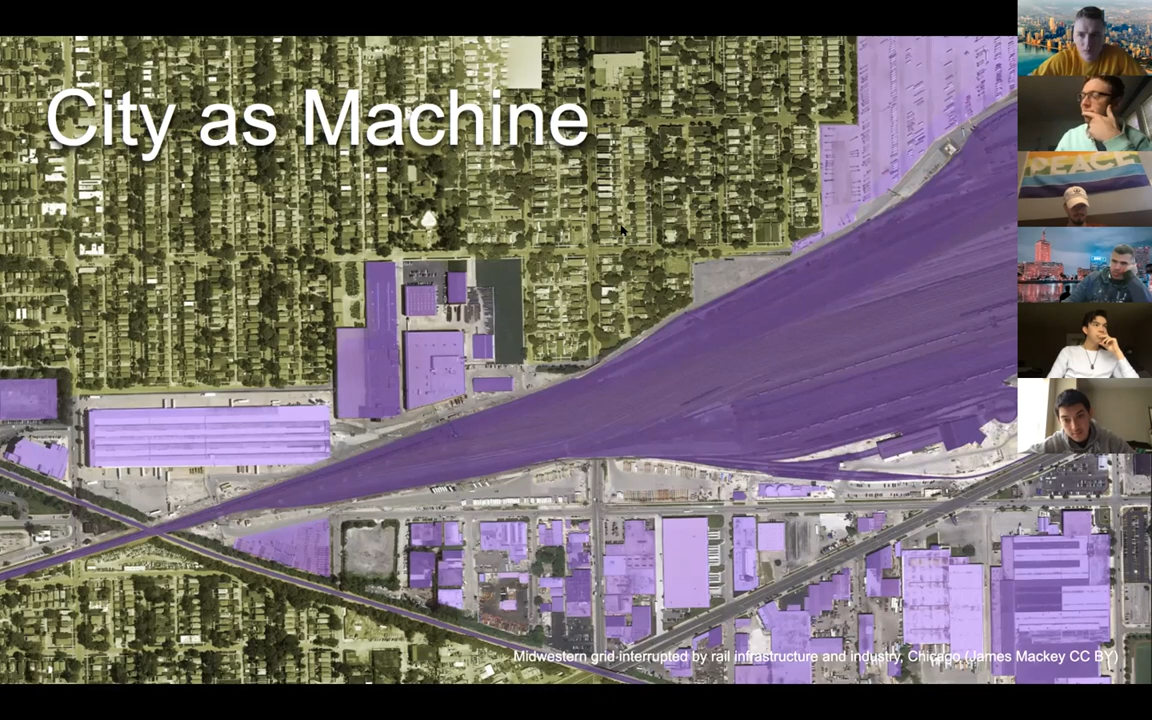 City as Machine
PEACE
Midwestern grid interrupted by rail infrastructure and industry, Chicago (James Mackey CC BY)